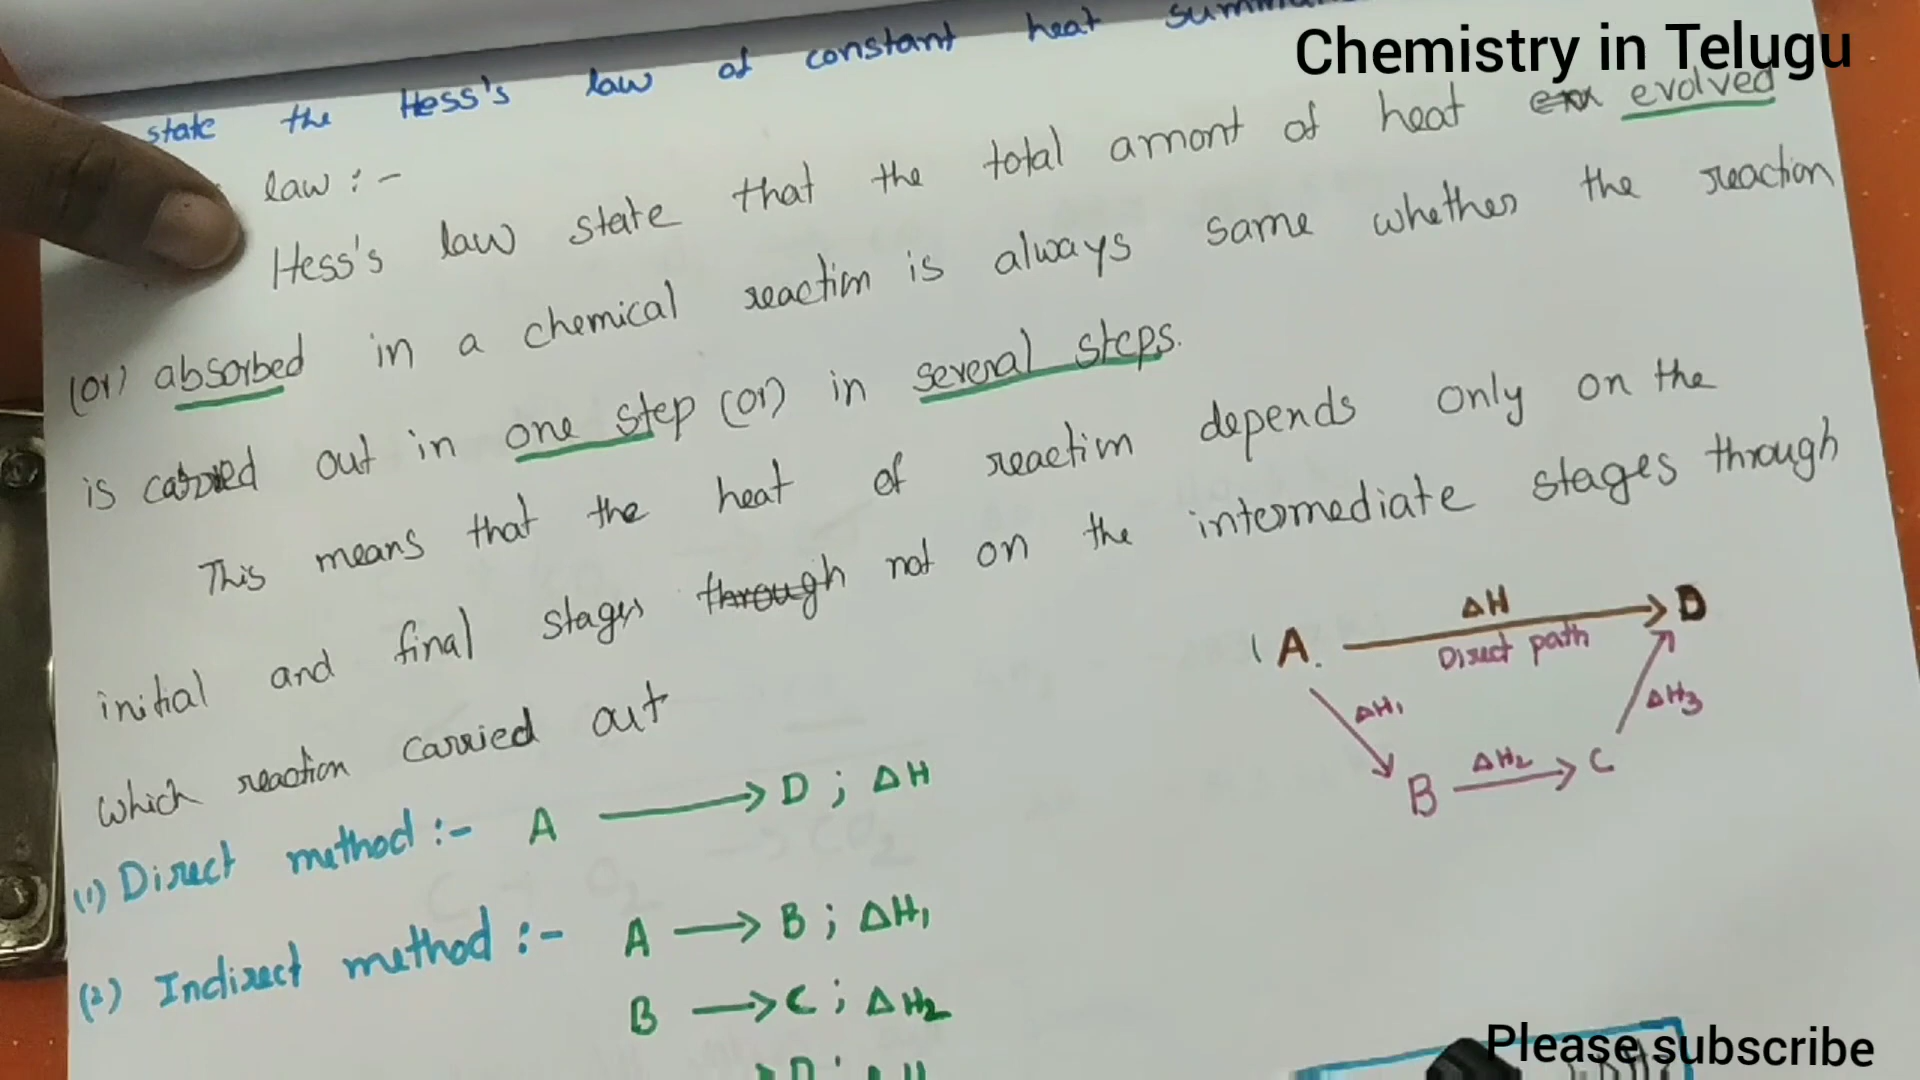 Chemistry in Telugu
state the Hess's law of constant heat
law :-
Hess's law state that the total amont of heat evolved
(or) absorbed in a chemical reaction is always same whether the reaction
is carried out in one step (or) in several steps.
This means that the heat of reaction depends only on the
initial and final stages through not on the intermediate stages through
which reaction carried out
(1) Direct method :- A → D ; ΔH
(2) Indirect method :- A → B ; ΔH₁
B → C ; ΔH₂
A. ΔH → D
Direct path
ΔH₁ ΔH₃
B ΔH₂ → C
Please subscribe